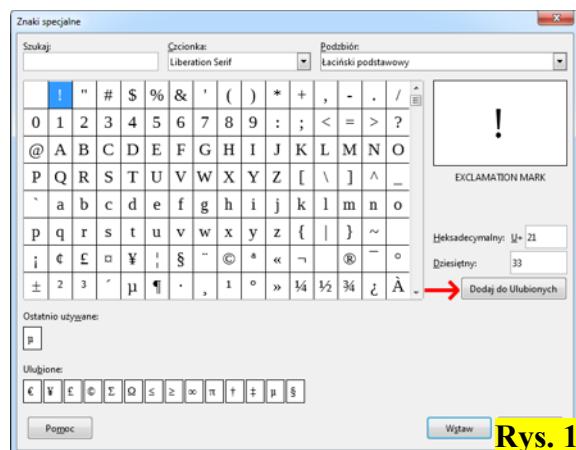 Znaki specjalne
Szukaj: Czcionka: Podzbiór:
Liberation Serif Łaciński podstawowy
! " # $ % & ' ( ) * + , - . /
0 1 2 3 4 5 6 7 8 9 : ; < = > ?
@ A B C D E F G H I J K L M N O
P Q R S T U V W X Y Z [ \ ] ^ _
` a b c d e f g h i j k l m n o
p q r s t u v w x y z { | } ~
¡ ¢ £ ¤ ¥ ¦ § ¨ © ª « ¬ ® ¯ °
± ² ³ ´ µ ¶ · ¸ ¹ º » ¼ ½ ¾ ¿ À
!
EXCLAMATION MARK
Heksadecymalny: U+ 21
Dziesiętny: 33
Dodaj do Ulubionych
Ostatnio używane:
µ
Ulubione:
€ ¥ £ © Σ Ω ≤ ≥ ∞ π † ‡ µ §
Pomoc Wstaw
Rys. 1